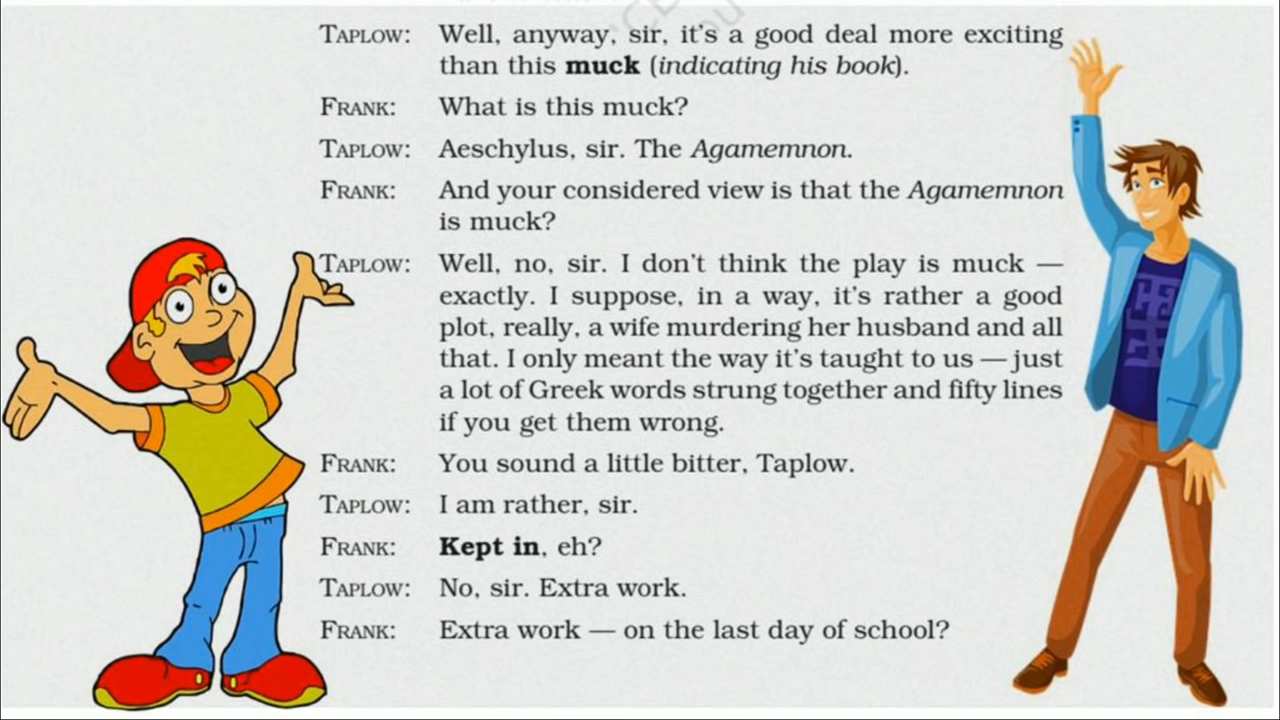 TAPLOW: Well, anyway, sir, it's a good deal more exciting
than this muck (indicating his book).
FRANK: What is this muck?
TAPLOW: Aeschylus, sir. The Agamemnon.
FRANK: And your considered view is that the Agamemnon
is muck?
TAPLOW: Well, no, sir. I don't think the play is muck —
exactly. I suppose, in a way, it's rather a good
plot, really, a wife murdering her husband and all
that. I only meant the way it's taught to us — just
a lot of Greek words strung together and fifty lines
if you get them wrong.
FRANK: You sound a little bitter, Taplow.
TAPLOW: I am rather, sir.
FRANK: Kept in, eh?
TAPLOW: No, sir. Extra work.
FRANK: Extra work — on the last day of school?